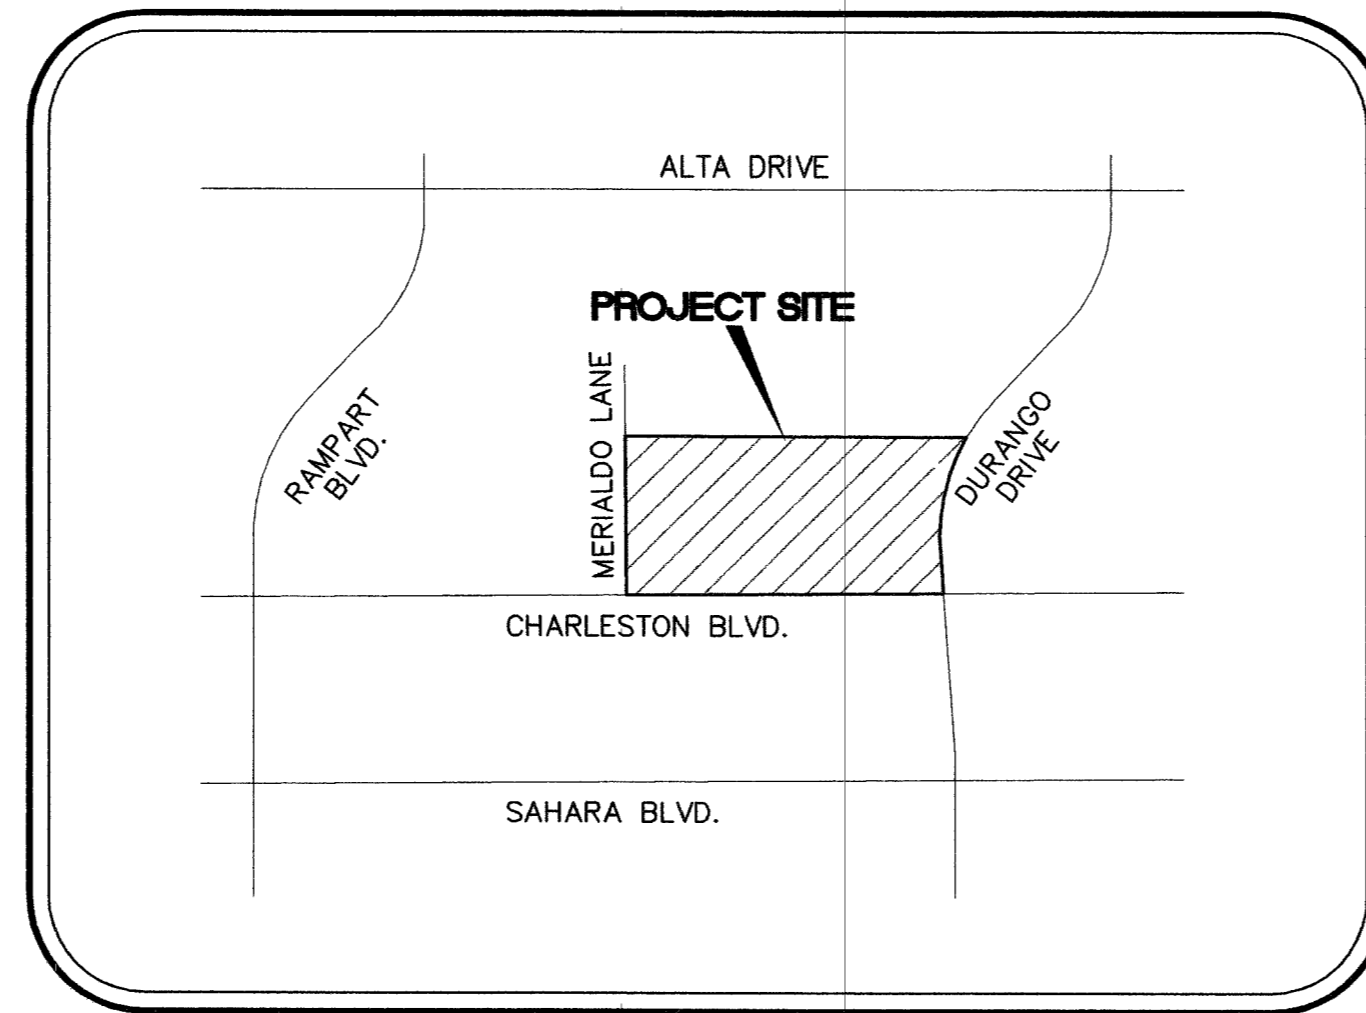 ALTA DRIVE
PROJECT SITE
MERIALDO LANE
RAMPART
BLVD.
DURANGO
DRIVE
CHARLESTON BLVD.
SAHARA BLVD.